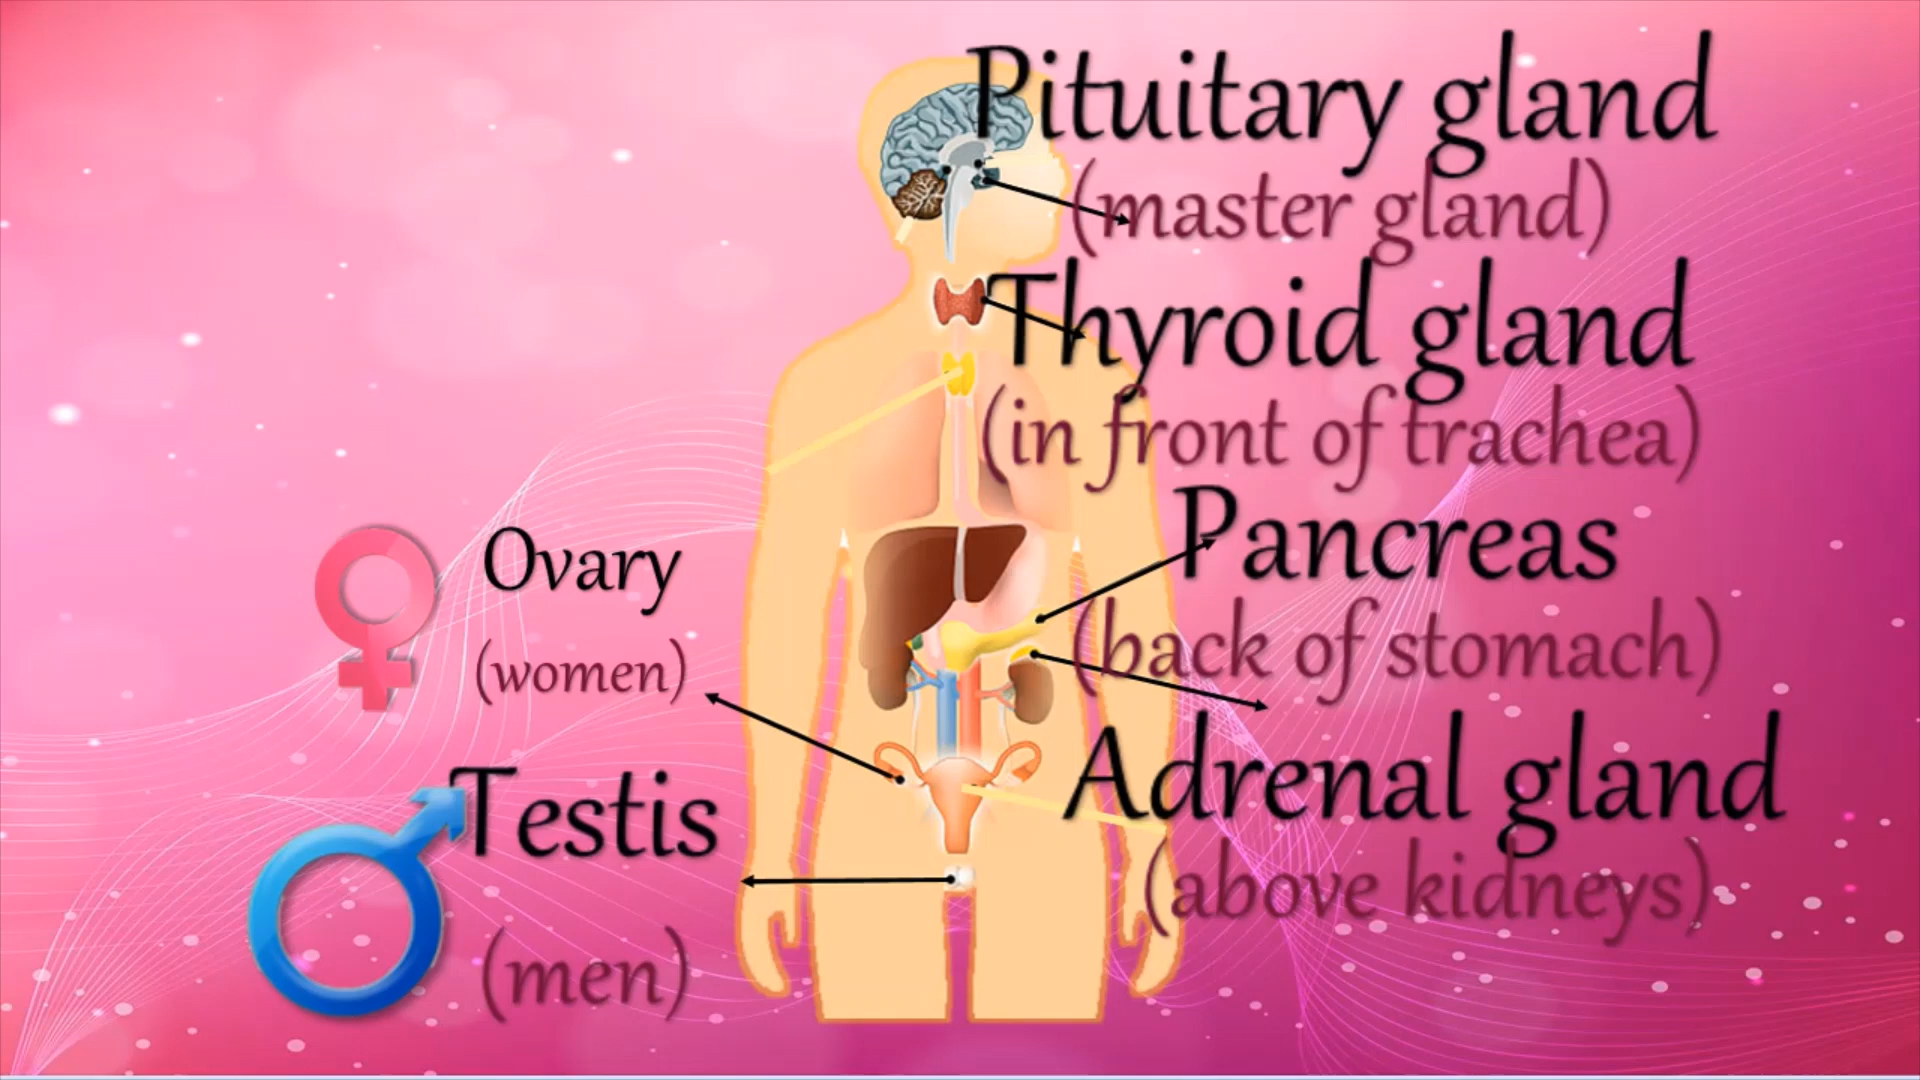 Pituitary gland
(master gland)
Thyroid gland
(in front of trachea)
Pancreas
(back of stomach)
Adrenal gland
(above kidneys)
Ovary
(women)
Testis
(men)